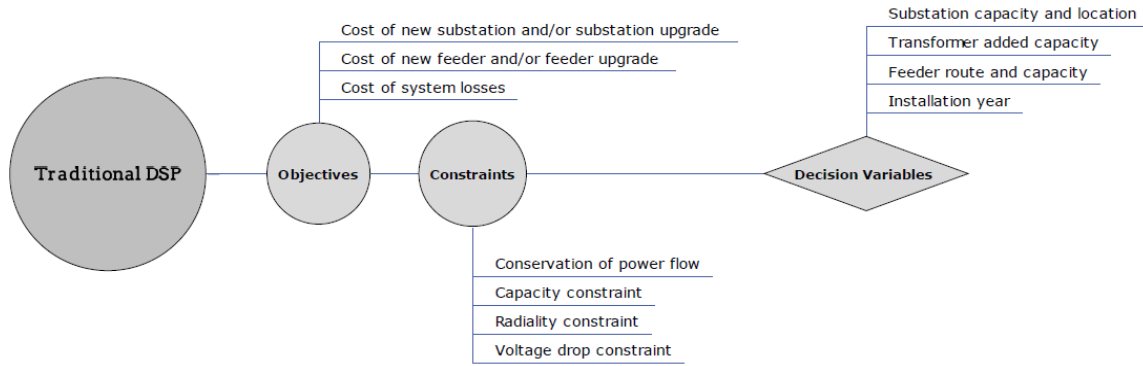 Traditional DSP
Objectives
Cost of new substation and/or substation upgrade
Cost of new feeder and/or feeder upgrade
Cost of system losses
Constraints
Conservation of power flow
Capacity constraint
Radiality constraint
Voltage drop constraint
Decision Variables
Substation capacity and location
Transformer added capacity
Feeder route and capacity
Installation year